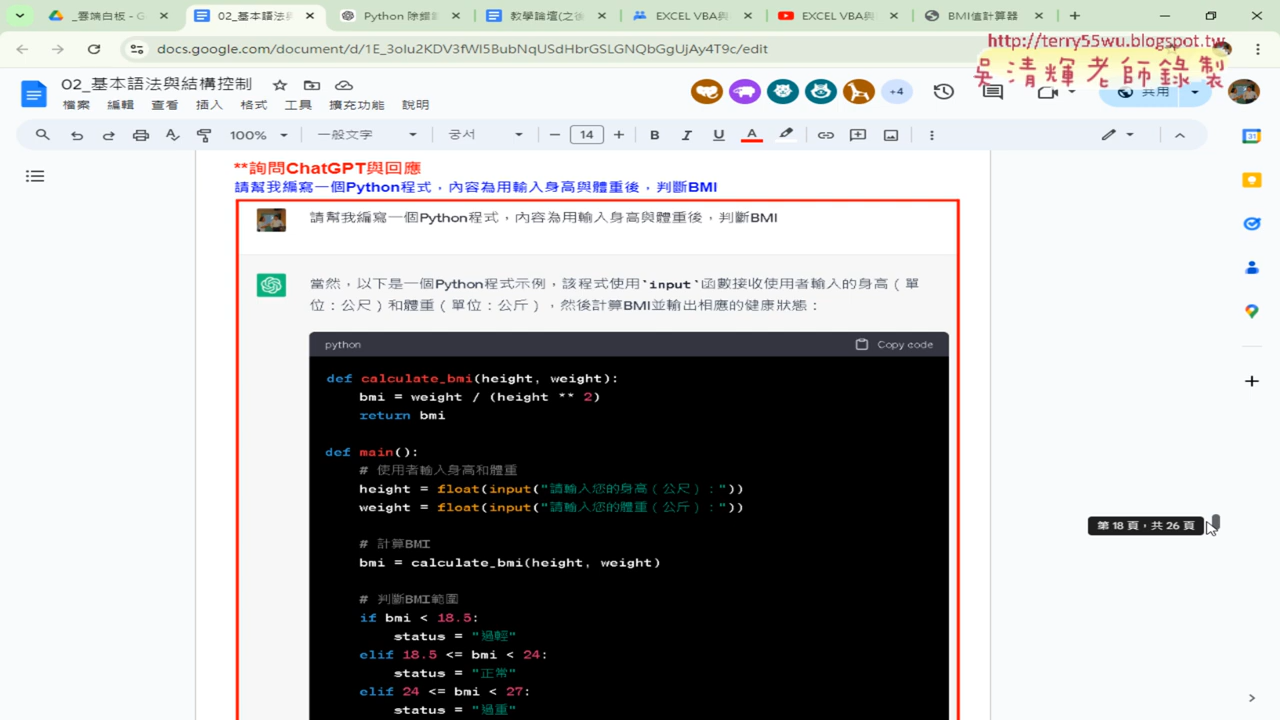 _雲端白板 - G
02_基本語法與
Python 除錯
教學論壇(之後
EXCEL VBA與
EXCEL VBA與
BMI值計算器
docs.google.com/document/d/1E_3oIu2KDV3fWI5BubNqUSdHbrGSLGNQbGgUjAy4T9c/edit
http://terry55wu.blogspot.tw
吳清輝老師錄製
02_基本語法與結構控制
檔案 編輯 查看 插入 格式 工具 擴充功能 說明
+4
共用
100% 一般文字 궁서 14
**詢問ChatGPT與回應
請幫我編寫一個Python程式，內容為用輸入身高與體重後，判斷BMI
請幫我編寫一個Python程式，內容為用輸入身高與體重後，判斷BMI
當然，以下是一個Python程式示例，該程式使用`input`函數接收使用者輸入的身高（單
位：公尺）和體重（單位：公斤），然後計算BMI並輸出相應的健康狀態：
python Copy code
def calculate_bmi(height, weight):
bmi = weight / (height ** 2)
return bmi
def main():
# 使用者輸入身高和體重
height = float(input("請輸入您的身高（公尺）："))
weight = float(input("請輸入您的體重（公斤）："))
# 計算BMI
bmi = calculate_bmi(height, weight)
# 判斷BMI範圍
if bmi < 18.5:
status = "過輕"
elif 18.5 <= bmi < 24:
status = "正常"
elif 24 <= bmi < 27:
status = "過重"
第 18 頁，共 26 頁